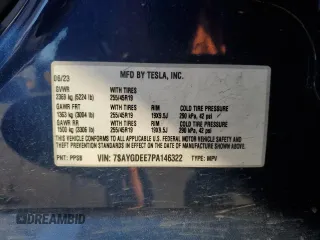 06/23 MFD BY TESLA, INC.
GVWR WITH TIRES
2369 kg (5224 lb) 255/45R19
GAWR FRT WITH TIRES RIM COLD TIRE PRESSURE
1363 kg (3004 lb) 255/45R19 19X9.5J 290 kPa, 42 psi
GAWR RR WITH TIRES RIM COLD TIRE PRESSURE
1500 kg (3306 lb) 255/45R19 19X9.5J 290 kPa, 42 psi
THIS VEHICLE CONFORMS TO ALL APPLICABLE U.S. FEDERAL MOTOR VEHICLE SAFETY
AND THEFT PREVENTION STANDARDS IN EFFECT ON THE DATE OF MANUFACTURE SHOWN ABOVE.
PNT: PPSB VIN: 7SAYGDEE7PA146322 TYPE: MPV
DREAMBID